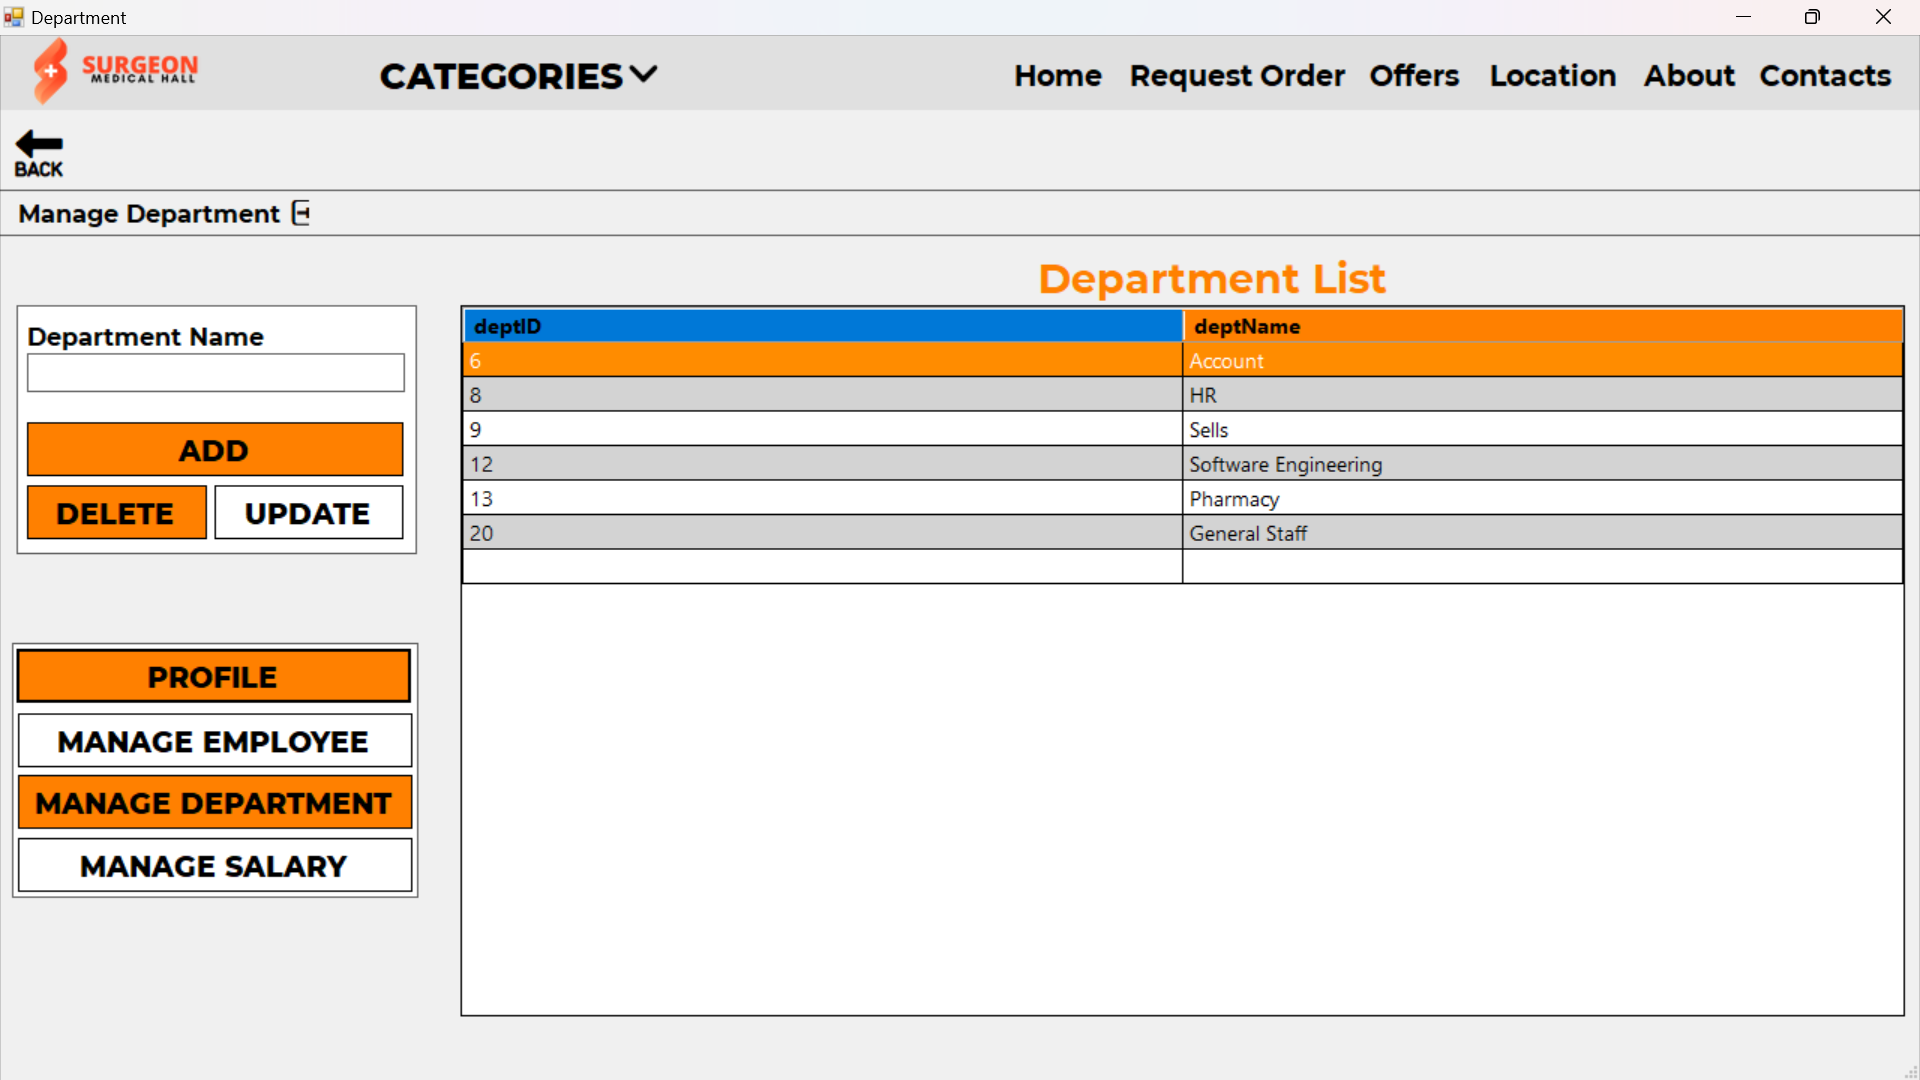 Department
SURGEON
MEDICAL HALL
CATEGORIES
Home Request Order Offers Location About Contacts
BACK
Manage Department
Department List
Department Name
ADD
DELETE UPDATE
deptID deptName
6 Account
8 HR
9 Sells
12 Software Engineering
13 Pharmacy
20 General Staff
PROFILE
MANAGE EMPLOYEE
MANAGE DEPARTMENT
MANAGE SALARY